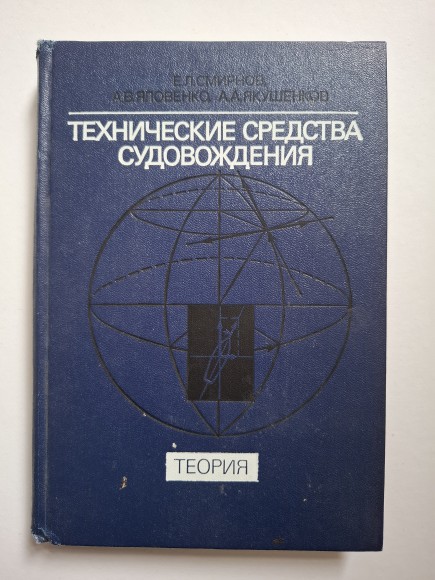 Е.Л.СМИРНОВ,
А.В.ЯЛОВЕНКО, А.А.ЯКУШЕНКОВ
ТЕХНИЧЕСКИЕ СРЕДСТВА
СУДОВОЖДЕНИЯ
ТЕОРИЯ